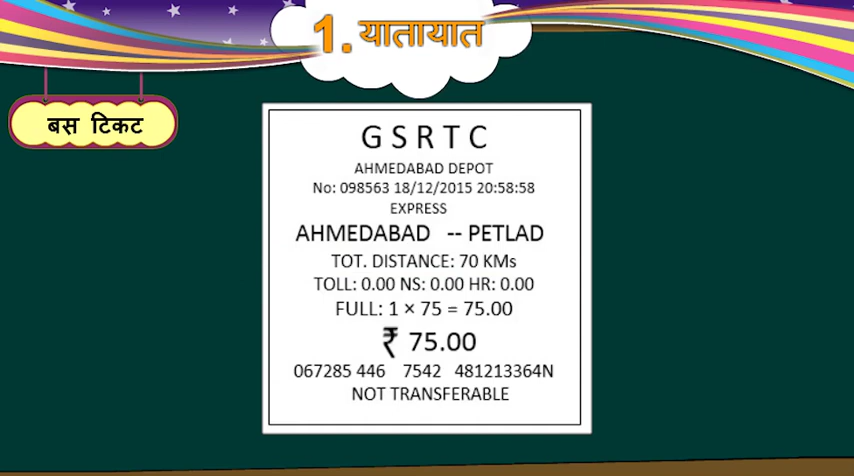 1. यातायात
बस टिकट
G S R T C
AHMEDABAD DEPOT
No: 098563 18/12/2015 20:58:58
EXPRESS
AHMEDABAD -- PETLAD
TOT. DISTANCE: 70 KMs
TOLL: 0.00 NS: 0.00 HR: 0.00
FULL: 1 × 75 = 75.00
₹ 75.00
067285 446 7542 481213364N
NOT TRANSFERABLE